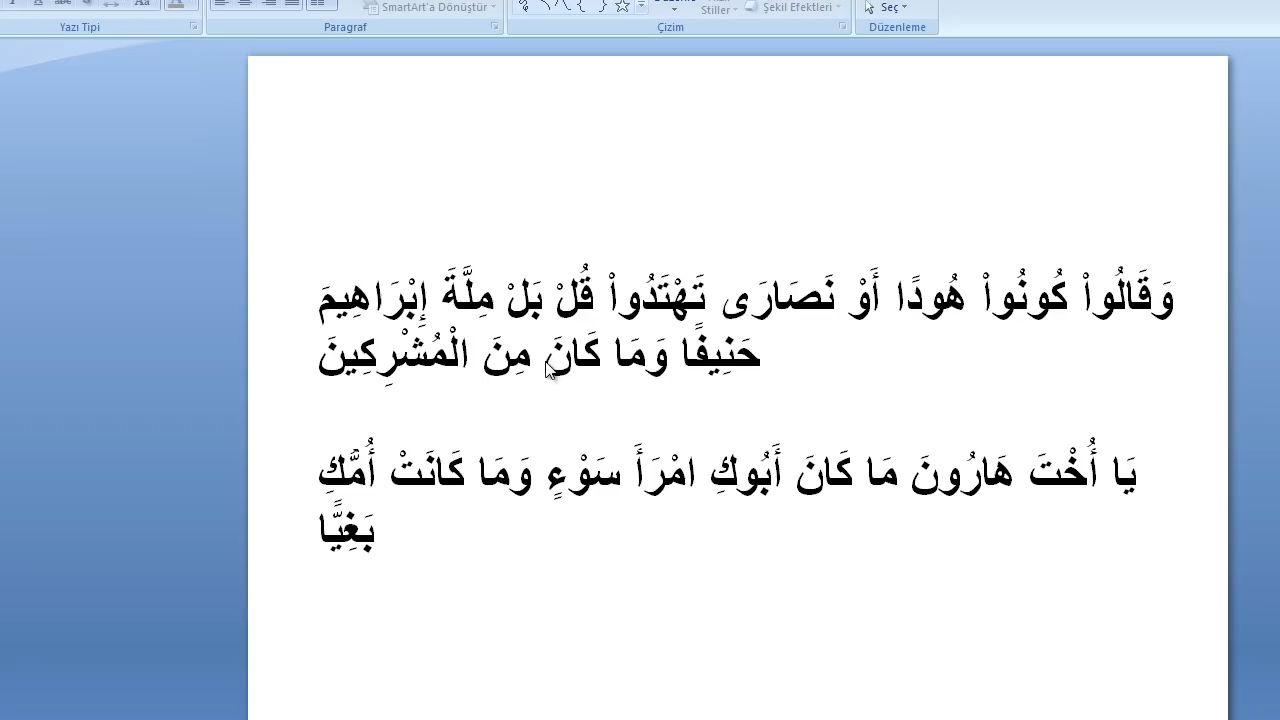 SmartArt'a Dönüştür
Stiller
Şekil Efektleri
Seç
Yazı Tipi
Paragraf
Çizim
Düzenleme
وَقَالُواْ كُونُواْ هُودًا أَوْ نَصَارَى تَهْتَدُواْ قُلْ بَلْ مِلَّةَ إِبْرَاهِيمَ
حَنِيفًا وَمَا كَانَ مِنَ الْمُشْرِكِينَ
يَا أُخْتَ هَارُونَ مَا كَانَ أَبُوكِ امْرَأَ سَوْءٍ وَمَا كَانَتْ أُمُّكِ
بَغِيًّا